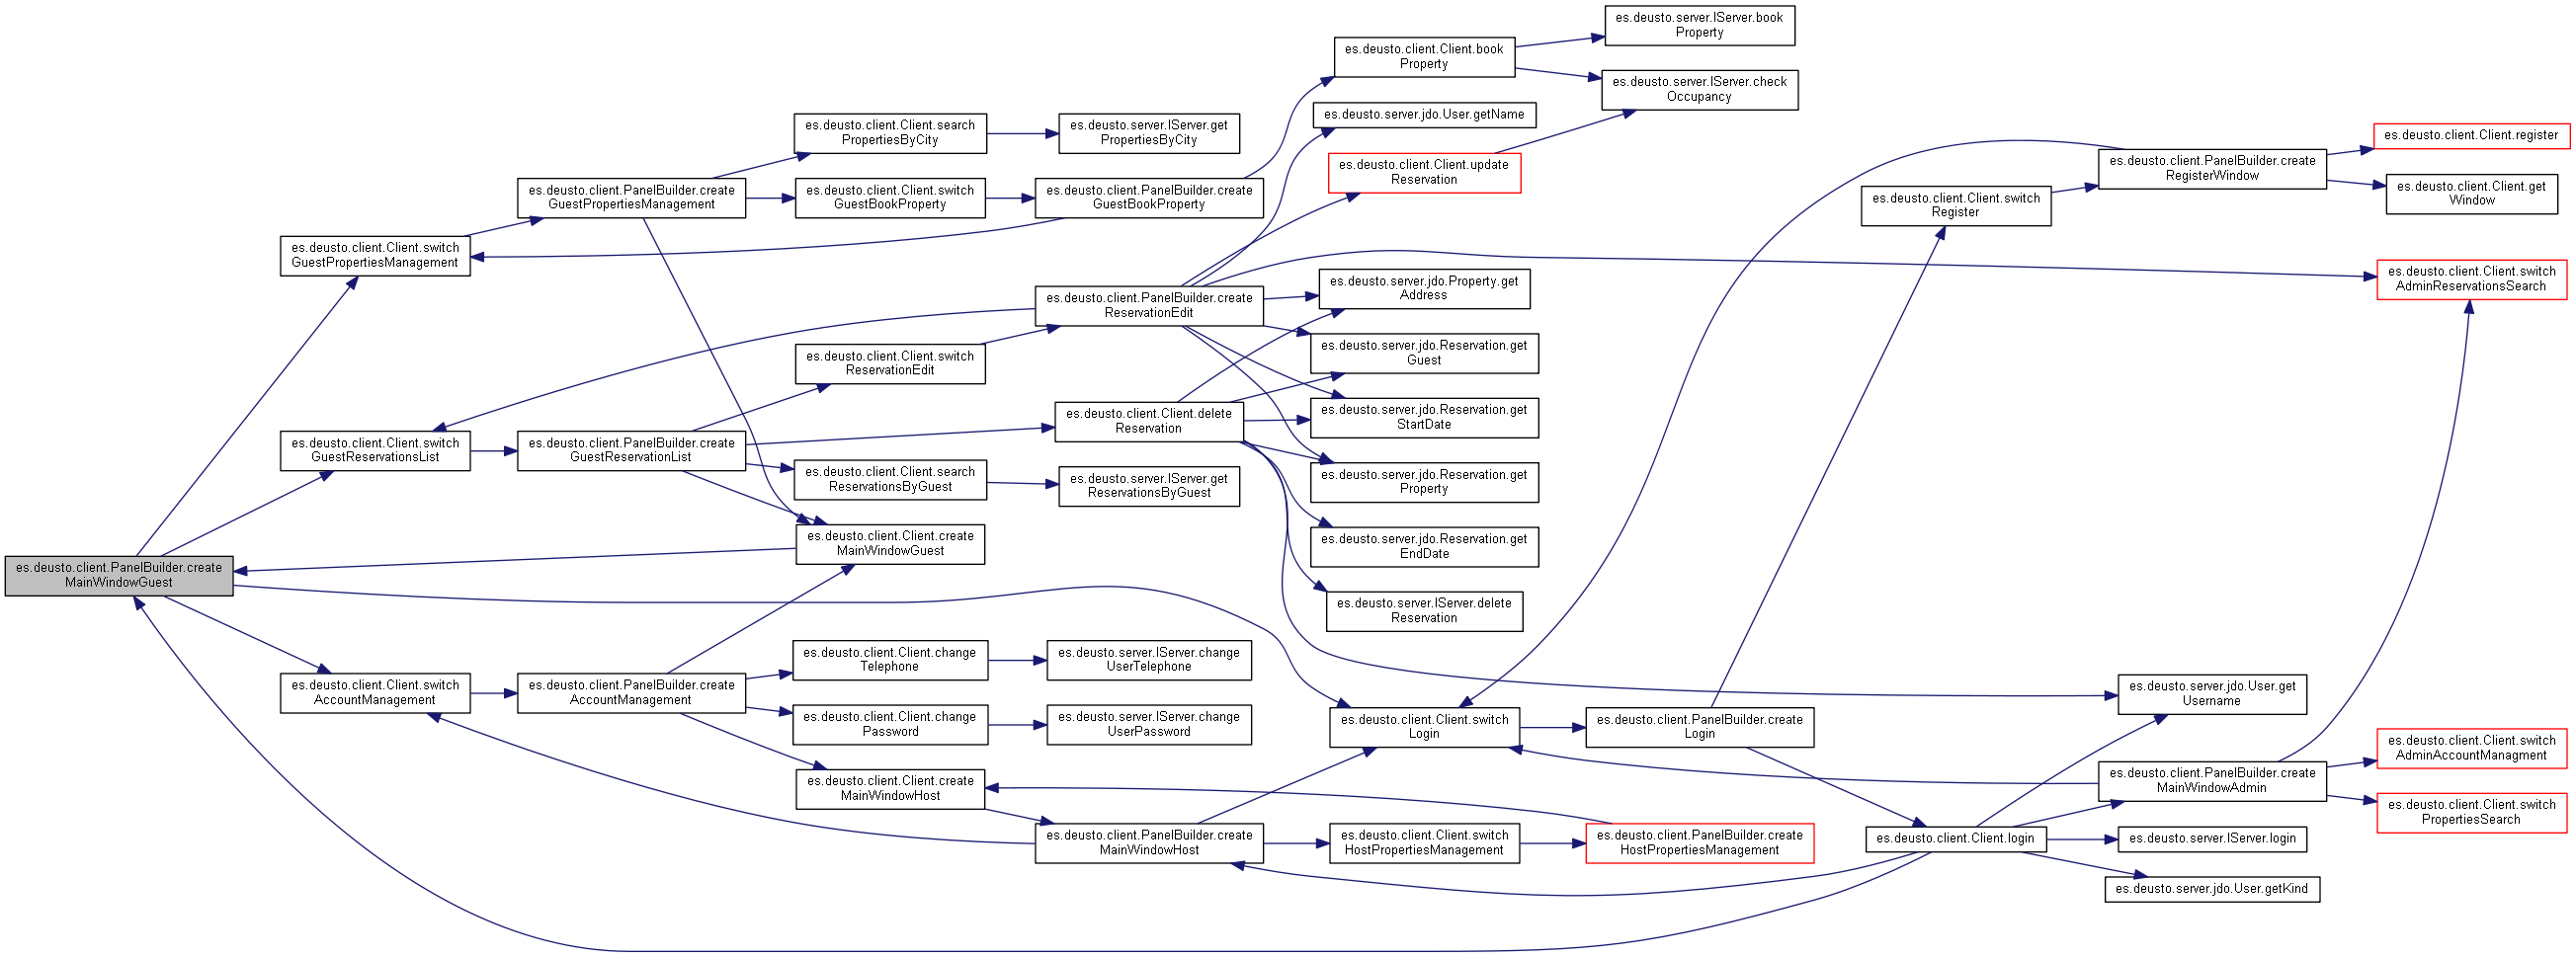 es.deusto.client.PanelBuilder.create
MainWindowGuest
es.deusto.client.Client.switch
GuestPropertiesManagement
es.deusto.client.Client.switch
GuestReservationsList
es.deusto.client.Client.switch
AccountManagement
es.deusto.client.PanelBuilder.create
GuestPropertiesManagement
es.deusto.client.PanelBuilder.create
GuestReservationList
es.deusto.client.PanelBuilder.create
AccountManagement
es.deusto.client.Client.search
PropertiesByCity
es.deusto.client.Client.switch
GuestBookProperty
es.deusto.client.Client.switch
ReservationEdit
es.deusto.client.Client.search
ReservationsByGuest
es.deusto.client.Client.create
MainWindowGuest
es.deusto.client.Client.change
Telephone
es.deusto.client.Client.change
Password
es.deusto.client.Client.create
MainWindowHost
es.deusto.server.IServer.get
PropertiesByCity
es.deusto.client.PanelBuilder.create
GuestBookProperty
es.deusto.client.PanelBuilder.create
ReservationEdit
es.deusto.client.Client.delete
Reservation
es.deusto.server.IServer.get
ReservationsByGuest
es.deusto.server.IServer.change
UserTelephone
es.deusto.server.IServer.change
UserPassword
es.deusto.client.PanelBuilder.create
MainWindowHost
es.deusto.client.Client.book
Property
es.deusto.server.jdo.User.getName
es.deusto.client.Client.update
Reservation
es.deusto.server.jdo.Property.get
Address
es.deusto.server.jdo.Reservation.get
Guest
es.deusto.server.jdo.Reservation.get
StartDate
es.deusto.server.jdo.Reservation.get
Property
es.deusto.server.jdo.Reservation.get
EndDate
es.deusto.server.IServer.delete
Reservation
es.deusto.client.Client.switch
Login
es.deusto.client.Client.switch
HostPropertiesManagement
es.deusto.server.IServer.book
Property
es.deusto.server.IServer.check
Occupancy
es.deusto.client.PanelBuilder.create
Login
es.deusto.client.PanelBuilder.create
HostPropertiesManagement
es.deusto.client.Client.switch
Register
es.deusto.client.Client.login
es.deusto.client.PanelBuilder.create
RegisterWindow
es.deusto.server.jdo.User.get
Username
es.deusto.client.PanelBuilder.create
MainWindowAdmin
es.deusto.server.IServer.login
es.deusto.server.jdo.User.getKind
es.deusto.client.Client.register
es.deusto.client.Client.get
Window
es.deusto.client.Client.switch
AdminReservationsSearch
es.deusto.client.Client.switch
AdminAccountManagment
es.deusto.client.Client.switch
PropertiesSearch